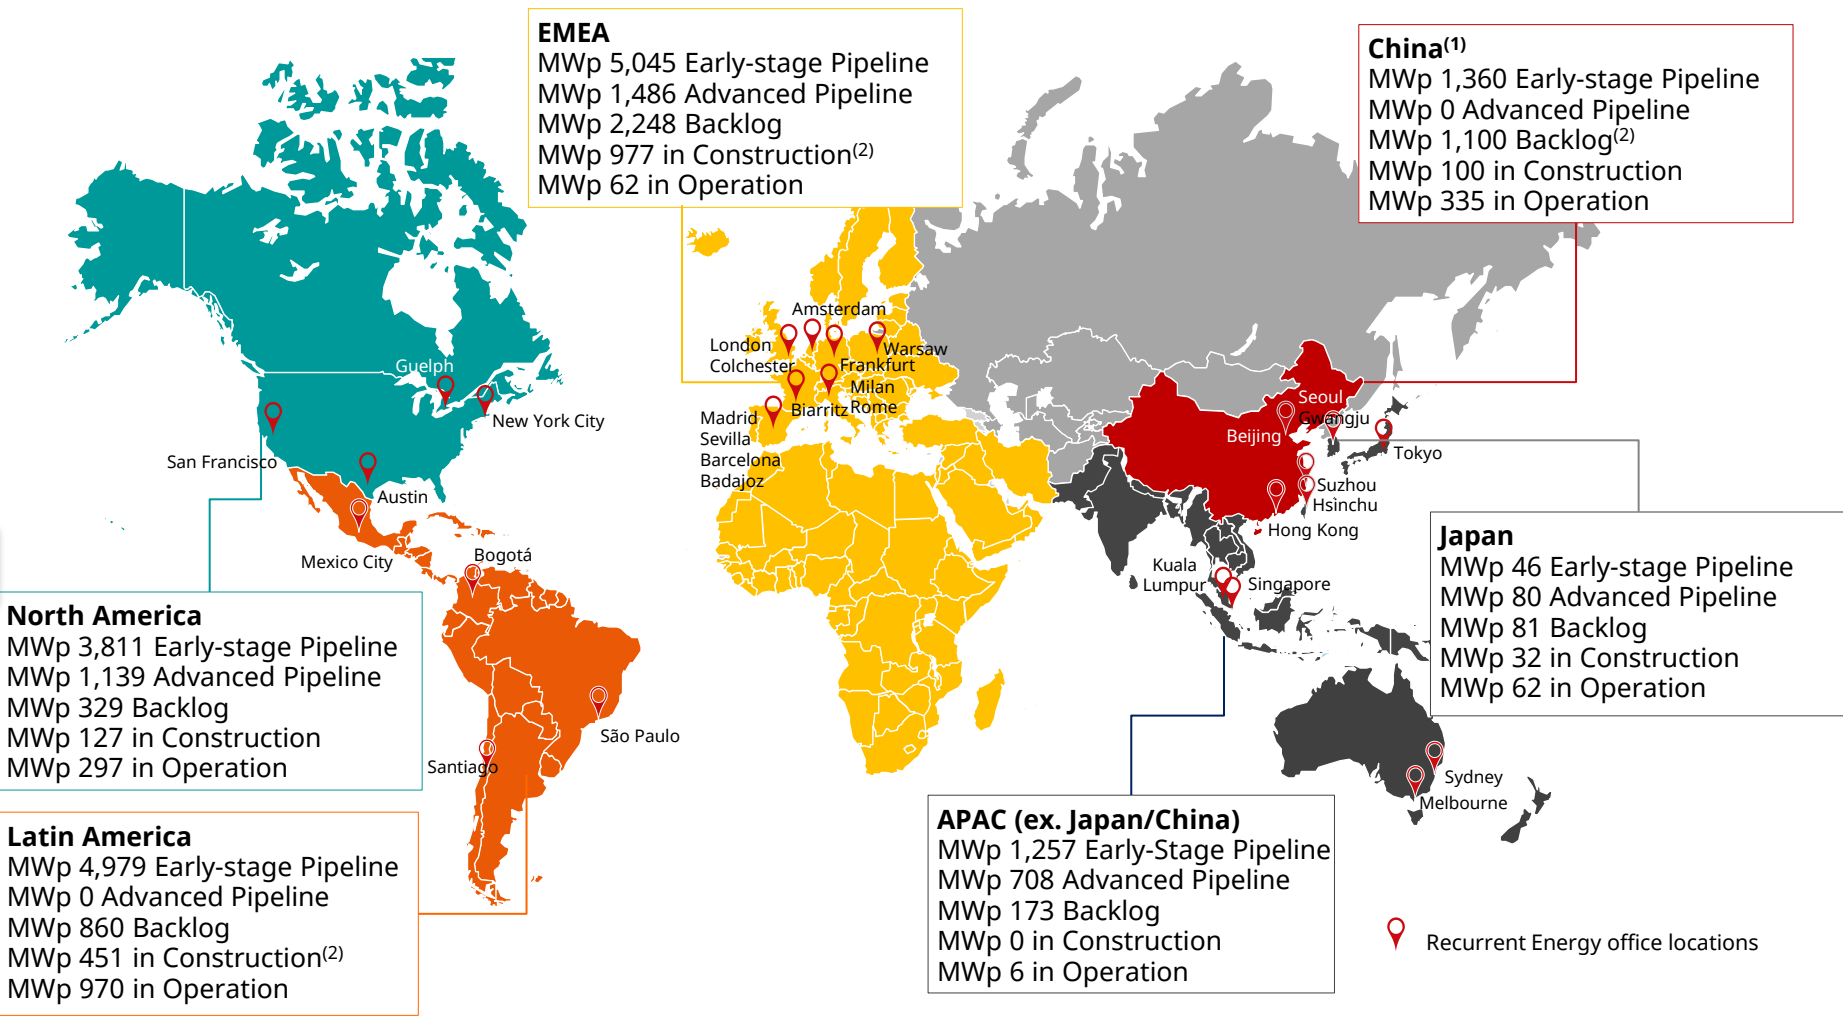 EMEA
MWp 5,045 Early-stage Pipeline
MWp 1,486 Advanced Pipeline
MWp 2,248 Backlog
MWp 977 in Construction(2)
MWp 62 in Operation
China(1)
MWp 1,360 Early-stage Pipeline
MWp 0 Advanced Pipeline
MWp 1,100 Backlog(2)
MWp 100 in Construction
MWp 335 in Operation
Amsterdam
London
Colchester
Warsaw
Frankfurt
Milan
Rome
Biarritz
Madrid
Sevilla
Barcelona
Badajoz
Guelph
New York City
San Francisco
Austin
Mexico City
Bogotá
São Paulo
Santiago
Seoul
Gwangju
Beijing
Tokyo
Suzhou
Hsinchu
Hong Kong
Kuala
Lumpur
Singapore
Sydney
Melbourne
Japan
MWp 46 Early-stage Pipeline
MWp 80 Advanced Pipeline
MWp 81 Backlog
MWp 32 in Construction
MWp 62 in Operation
North America
MWp 3,811 Early-stage Pipeline
MWp 1,139 Advanced Pipeline
MWp 329 Backlog
MWp 127 in Construction
MWp 297 in Operation
Latin America
MWp 4,979 Early-stage Pipeline
MWp 0 Advanced Pipeline
MWp 860 Backlog
MWp 451 in Construction(2)
MWp 970 in Operation
APAC (ex. Japan/China)
MWp 1,257 Early-Stage Pipeline
MWp 708 Advanced Pipeline
MWp 173 Backlog
MWp 0 in Construction
MWp 6 in Operation
Recurrent Energy office locations